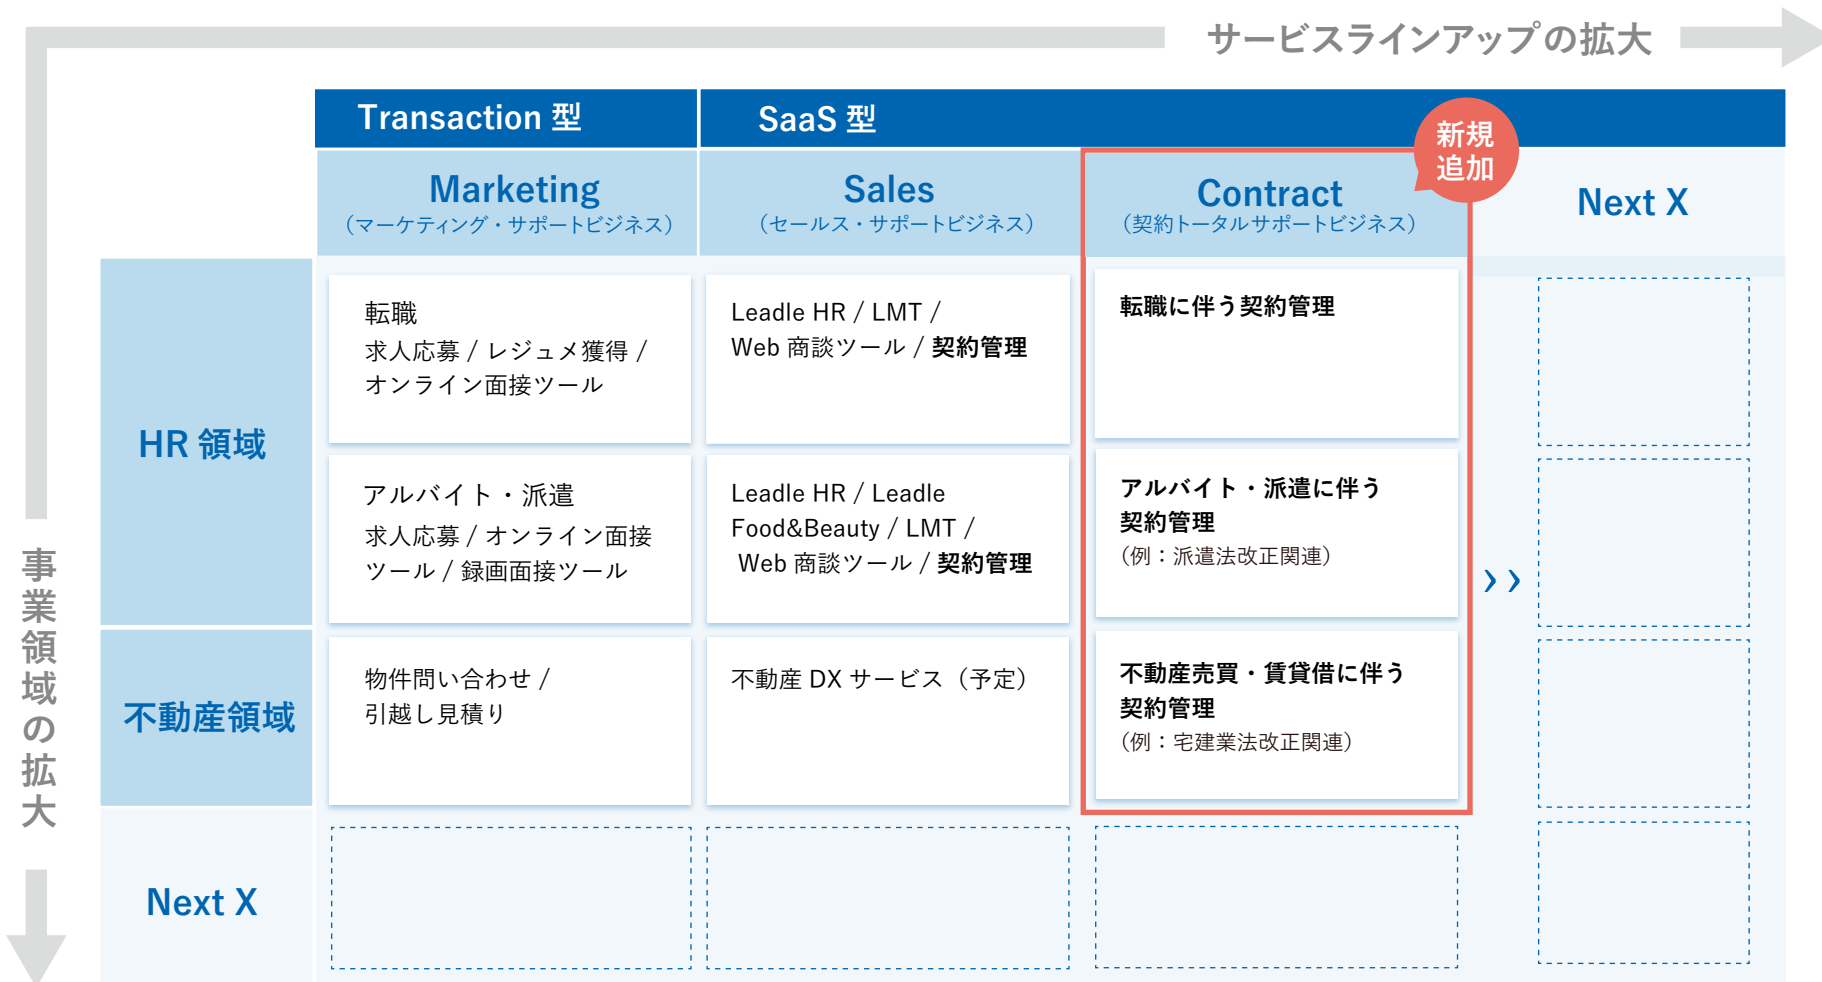 サービスラインアップの拡大
Transaction 型
SaaS 型
新規
追加
Marketing
（マーケティング・サポートビジネス）
Sales
（セールス・サポートビジネス）
Contract
（契約トータルサポートビジネス）
Next X
HR 領域
転職
求人応募 / レジュメ獲得 /
オンライン面接ツール
Leadle HR / LMT /
Web 商談ツール / 契約管理
転職に伴う契約管理
アルバイト・派遣
求人応募 / オンライン面接
ツール / 録画面接ツール
Leadle HR / Leadle
Food&Beauty / LMT /
Web 商談ツール / 契約管理
アルバイト・派遣に伴う
契約管理
（例：派遣法改正関連）
››
事業領域の拡大
不動産領域
物件問い合わせ /
引越し見積り
不動産 DX サービス（予定）
不動産売買・賃貸借に伴う
契約管理
（例：宅建業法改正関連）
Next X